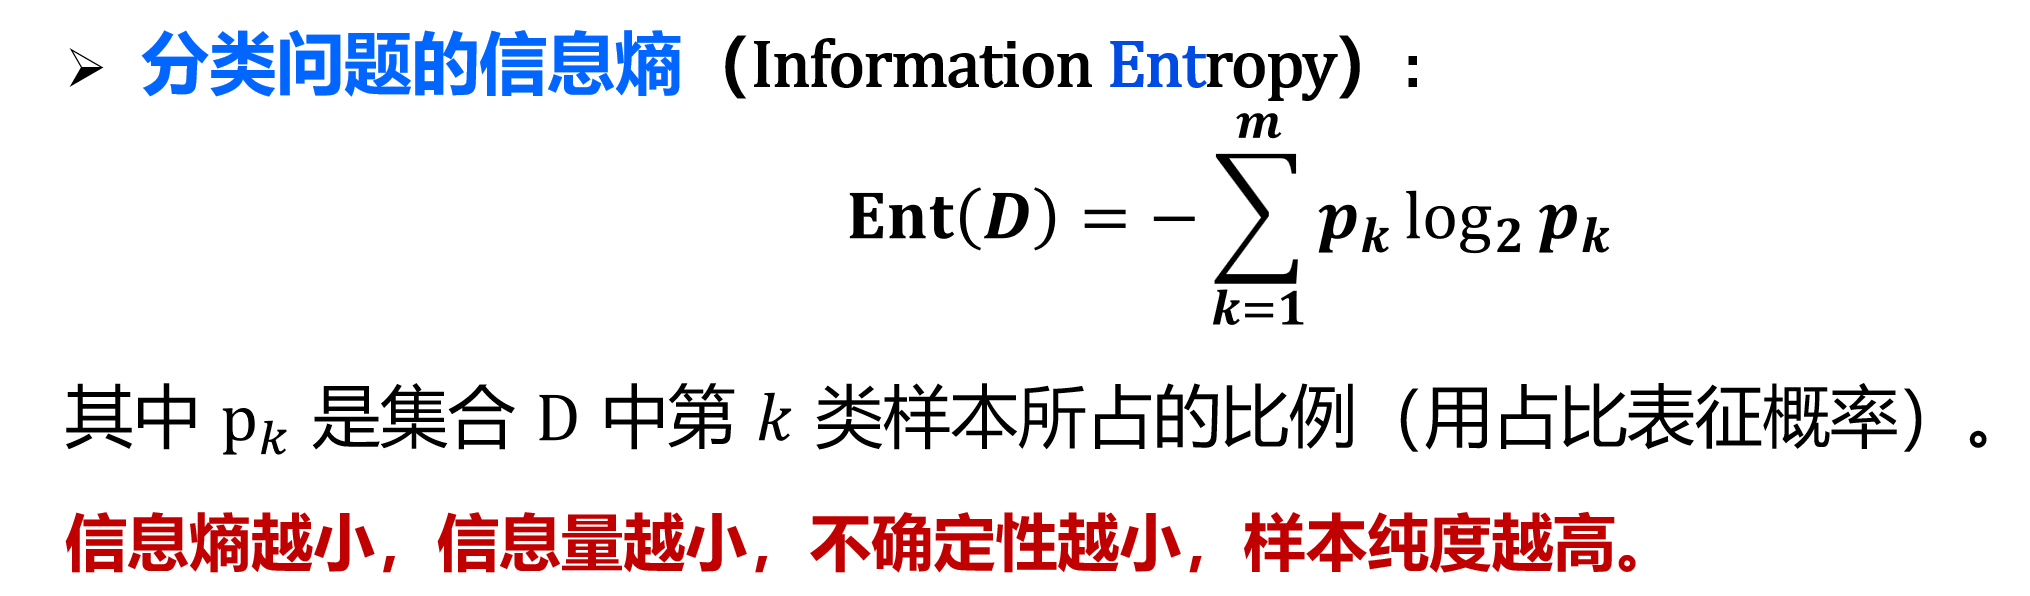 ➢ 分类问题的信息熵（Information Entropy）:
Ent(D) = −∑_{k=1}^{m} p_k log_2 p_k
其中 p_k 是集合 D 中第 k 类样本所占的比例（用占比表征概率）。
信息熵越小，信息量越小，不确定性越小，样本纯度越高。